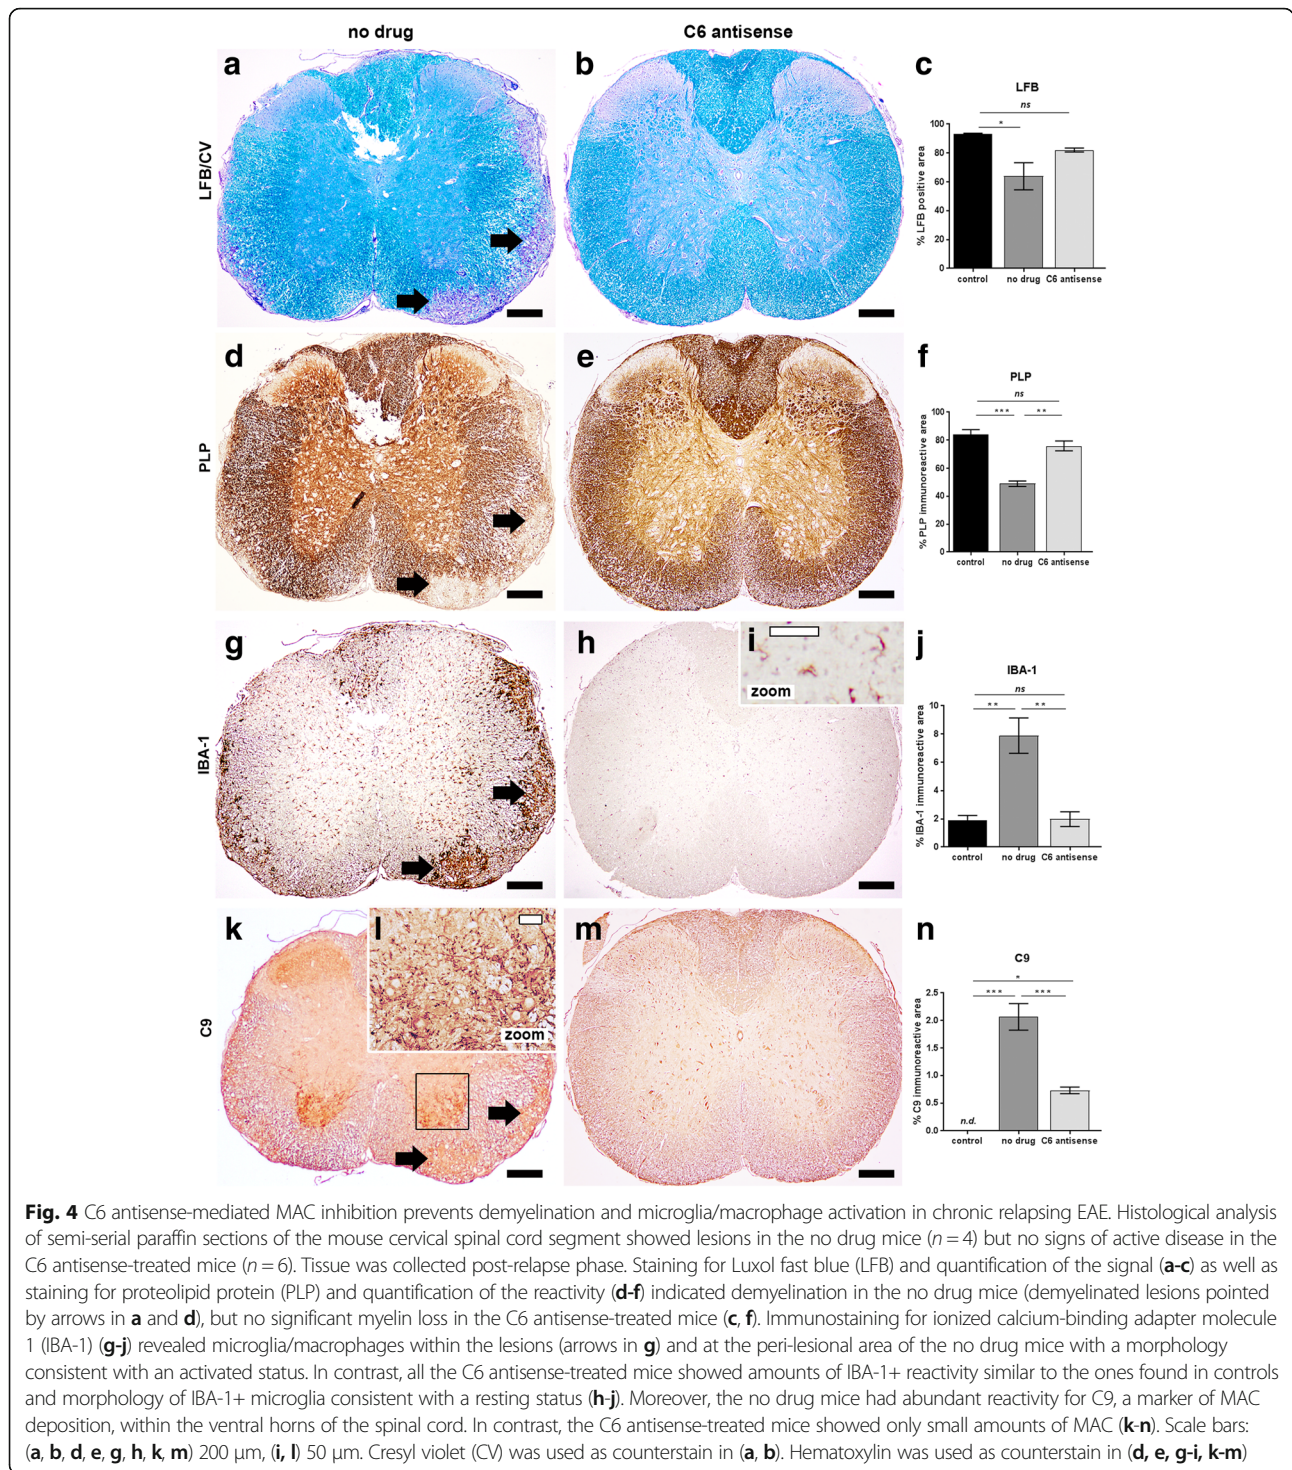 no drug
C6 antisense
a
b
c
LFB/CV
LFB
ns
*
% LFB positive area
100
80
60
40
20
0
control
no drug
C6 antisense
d
e
f
PLP
PLP
ns
***
**
% PLP immunoreactive area
100
80
60
40
20
0
control
no drug
C6 antisense
g
h
i
zoom
j
IBA-1
IBA-1
ns
**
**
% IBA-1 immunoreactive area
10
8
6
4
2
0
control
no drug
C6 antisense
k
l
zoom
m
n
C9
C9
*
***
***
% C9 immunoreactive area
2.5
2.0
1.5
1.0
0.5
0.0
n.d.
control
no drug
C6 antisense
Fig. 4 C6 antisense-mediated MAC inhibition prevents demyelination and microglia/macrophage activation in chronic relapsing EAE. Histological analysis
of semi-serial paraffin sections of the mouse cervical spinal cord segment showed lesions in the no drug mice (n = 4) but no signs of active disease in the
C6 antisense-treated mice (n = 6). Tissue was collected post-relapse phase. Staining for Luxol fast blue (LFB) and quantification of the signal (a-c) as well as
staining for proteolipid protein (PLP) and quantification of the reactivity (d-f) indicated demyelination in the no drug mice (demyelinated lesions pointed
by arrows in a and d), but no significant myelin loss in the C6 antisense-treated mice (c, f). Immunostaining for ionized calcium-binding adapter molecule
1 (IBA-1) (g-j) revealed microglia/macrophages within the lesions (arrows in g) and at the peri-lesional area of the no drug mice with a morphology
consistent with an activated status. In contrast, all the C6 antisense-treated mice showed amounts of IBA-1+ reactivity similar to the ones found in controls
and morphology of IBA-1+ microglia consistent with a resting status (h-j). Moreover, the no drug mice had abundant reactivity for C9, a marker of MAC
deposition, within the ventral horns of the spinal cord. In contrast, the C6 antisense-treated mice showed only small amounts of MAC (k-n). Scale bars:
(a, b, d, e, g, h, k, m) 200 μm, (i, l) 50 μm. Cresyl violet (CV) was used as counterstain in (a, b). Hematoxylin was used as counterstain in (d, e, g-i, k-m)